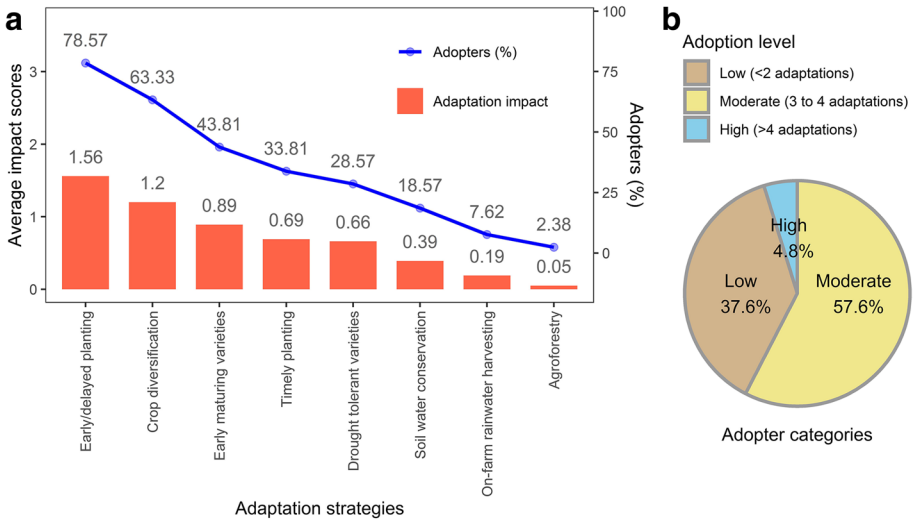 a
Average impact scores
3
2
1
0
78.57
63.33
43.81
33.81
28.57
18.57
7.62
2.38
1.56
1.2
0.89
0.69
0.66
0.39
0.19
0.05
Adopters (%)
Adaptation impact
100
75
50
25
0
Adopters (%)
Early/delayed planting
Crop diversification
Early maturing varieties
Timely planting
Drought tolerant varieties
Soil water conservation
On-farm rainwater harvesting
Agroforestry
Adaptation strategies
b
Adoption level
Low (<2 adaptations)
Moderate (3 to 4 adaptations)
High (>4 adaptations)
High
4.8%
Low
37.6%
Moderate
57.6%
Adopter categories